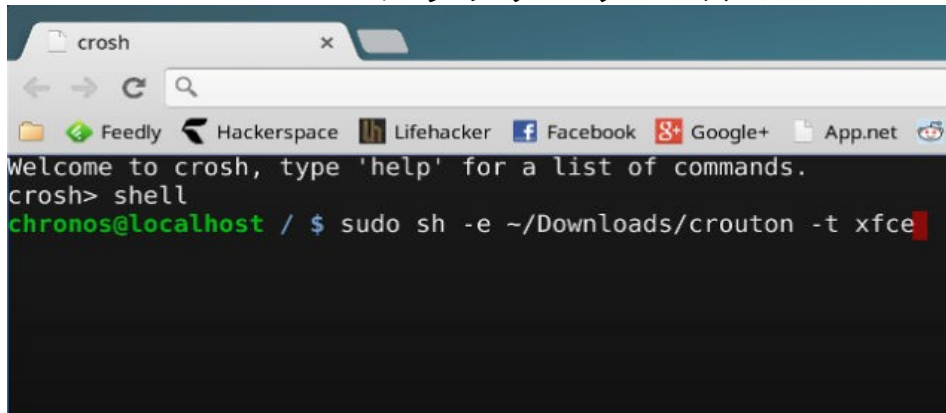 crosh
Feedly Hackerspace Lifehacker Facebook Google+ App.net
Welcome to crosh, type 'help' for a list of commands.
crosh> shell
chronos@localhost / $ sudo sh -e ~/Downloads/crouton -t xfce